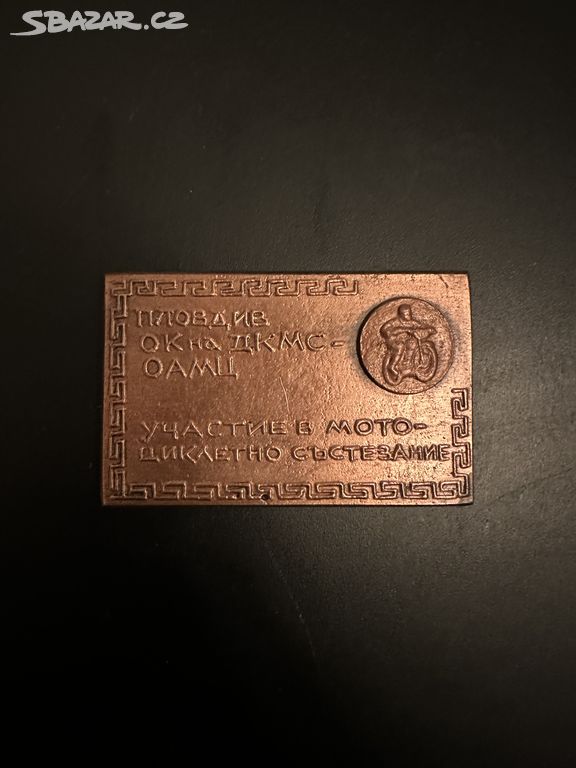 SBAZAR.CZ
ПЛОВДИВ
ОК на ДКМС-
ОАМЦ
УЧАСТИЕ В МОТО-
ЦИКЛЕТНО СЪСТЕЗАНИЕ